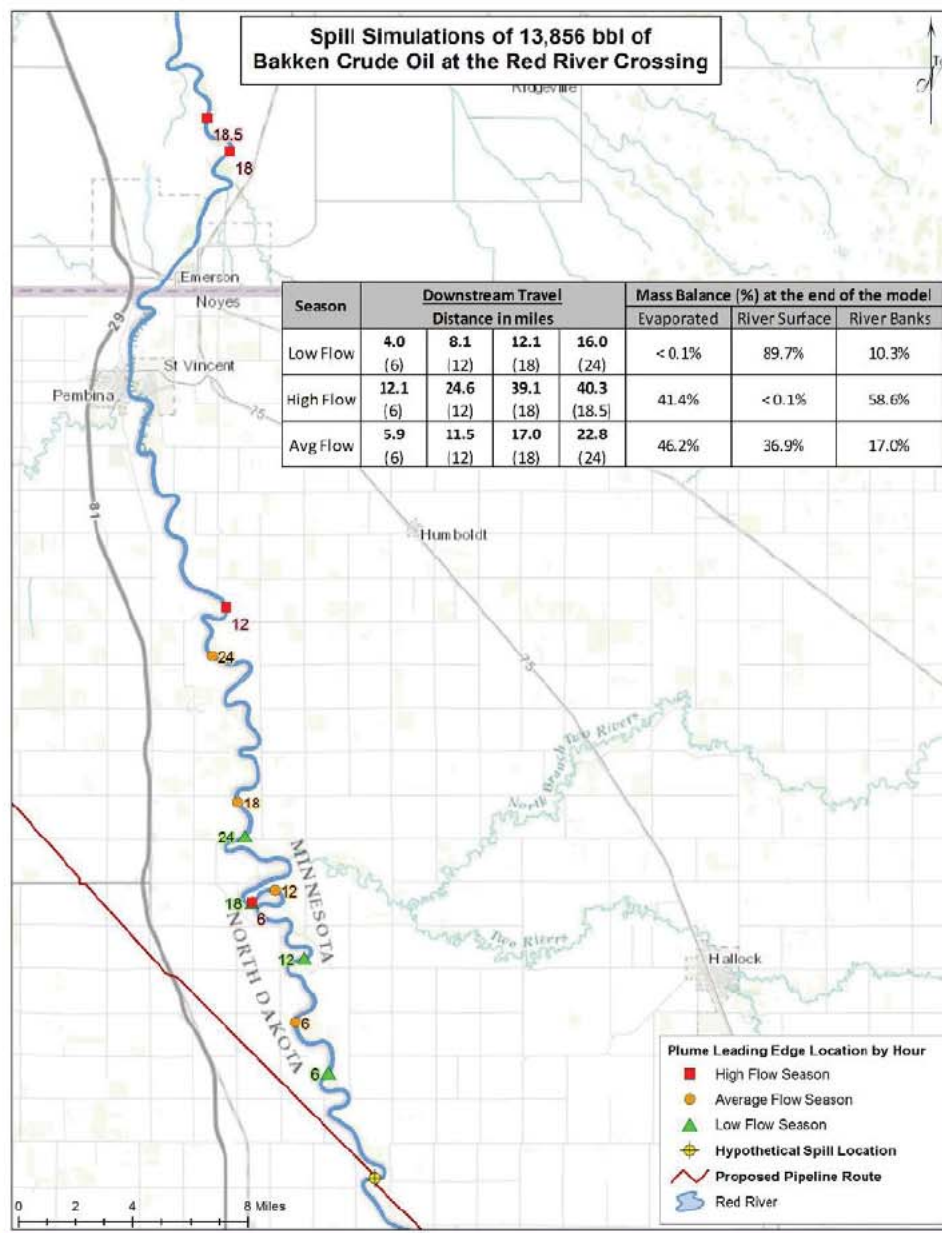 Spill Simulations of 13,856 bbl of
Bakken Crude Oil at the Red River Crossing
Ridgeville
18.5
18
Emerson
Noyes
29
St Vincent
Pembina
75
Season
Downstream Travel
Distance in miles
Mass Balance (%) at the end of the model
Evaporated
River Surface
River Banks
Low Flow
4.0 8.1 12.1 16.0
(6) (12) (18) (24)
<0.1% 89.7% 10.3%
High Flow
12.1 24.6 39.1 40.3
(6) (12) (18) (18.5)
41.4% <0.1% 58.6%
Avg Flow
5.9 11.5 17.0 22.8
(6) (12) (18) (24)
46.2% 36.9% 17.0%
81
Humboldt
12
24
75
North Branch Two Rivers
18
24
MINNESOTA
12
18
6
NORTH DAKOTA
Two Rivers
12
Hallock
6
6
Plume Leading Edge Location by Hour
High Flow Season
Average Flow Season
Low Flow Season
Hypothetical Spill Location
Proposed Pipeline Route
Red River
0 2 4 8 Miles